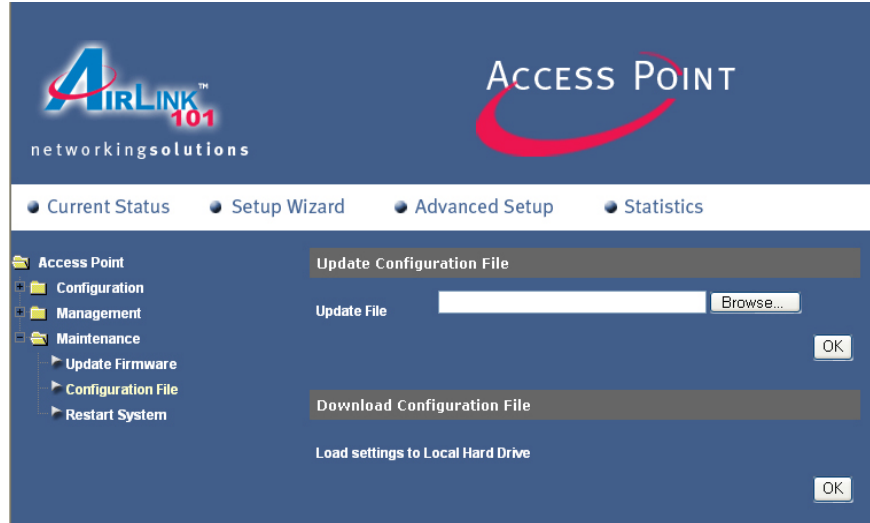 AIRLINK™
101
networkingsolutions
ACCESS POINT
Current Status Setup Wizard Advanced Setup Statistics
Access Point
Configuration
Management
Maintenance
Update Firmware
Configuration File
Restart System
Update Configuration File
Update File Browse...
OK
Download Configuration File
Load settings to Local Hard Drive
OK